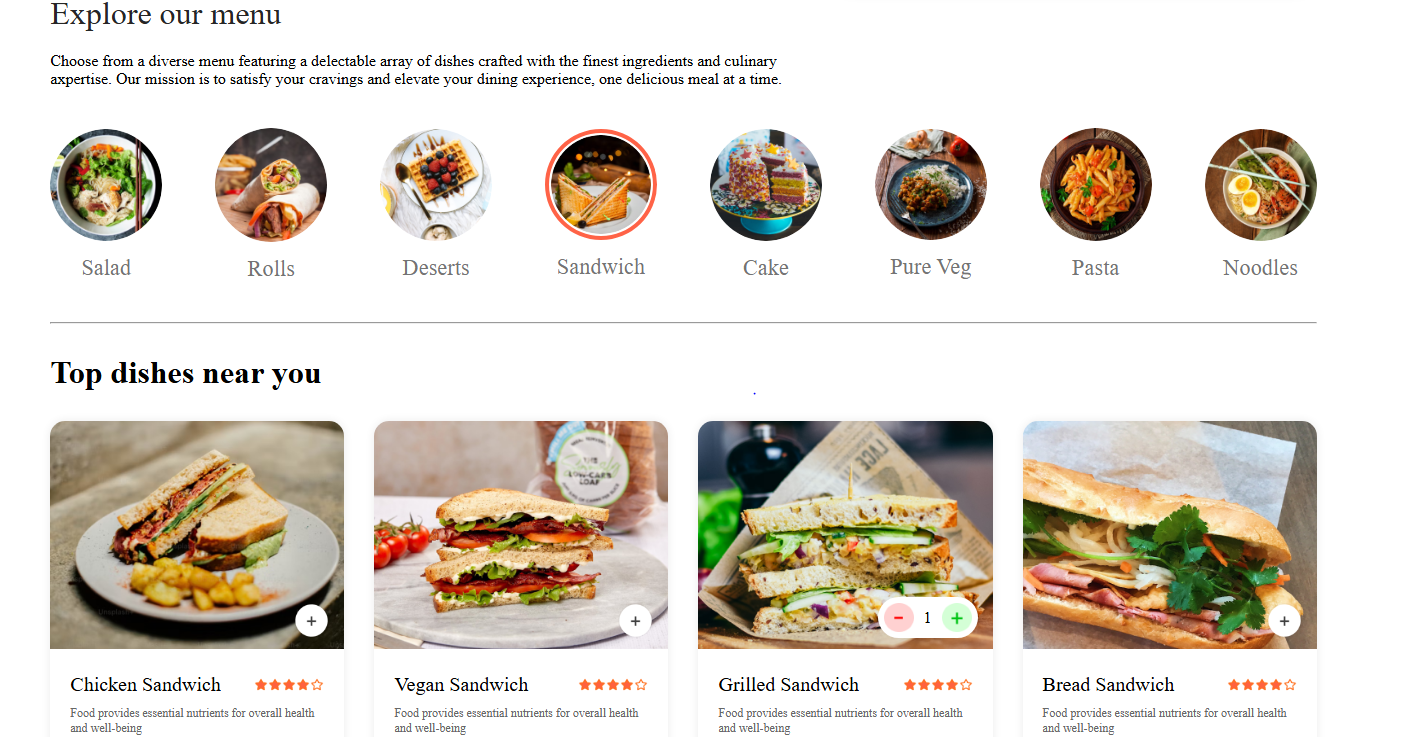 Explore our menu
Choose from a diverse menu featuring a delectable array of dishes crafted with the finest ingredients and culinary
axpertise. Our mission is to satisfy your cravings and elevate your dining experience, one delicious meal at a time.
Salad
Rolls
Deserts
Sandwich
Cake
Pure Veg
Pasta
Noodles
Top dishes near you
LOW-CARB
LOAF
LACE
+
+
- 1 +
+
Chicken Sandwich
Vegan Sandwich
Grilled Sandwich
Bread Sandwich
Food provides essential nutrients for overall health
and well-being
Food provides essential nutrients for overall health
and well-being
Food provides essential nutrients for overall health
and well-being
Food provides essential nutrients for overall health
and well-being